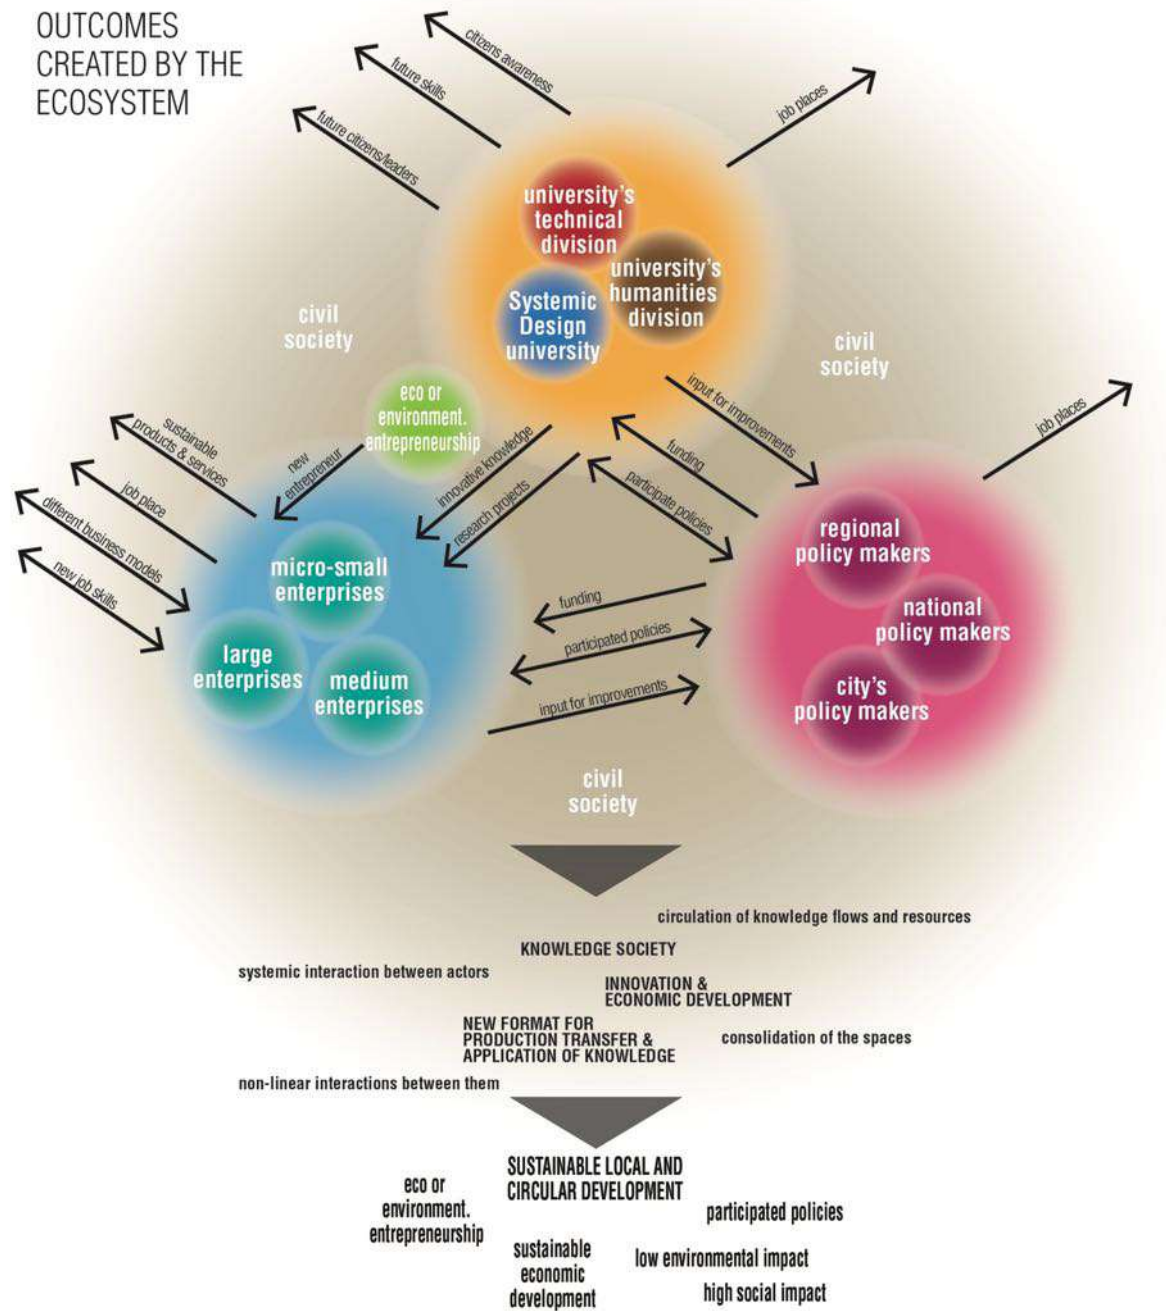 OUTCOMES
CREATED BY THE
ECOSYSTEM
citizens awareness
future skills
future citizens/leaders
job places
university's
technical
division
university's
humanities
division
Systemic
Design
university
civil
society
civil
society
eco or
environment.
entrepreneurship
sustainable
products & services
job place
different business models
new job skills
new
entrepreneur
innovative knowledge
research projects
input for improvements
funding
participate policies
job places
micro-small
enterprises
large
enterprises
medium
enterprises
funding
participated policies
input for improvements
regional
policy makers
national
policy makers
city's
policy makers
civil
society
circulation of knowledge flows and resources
KNOWLEDGE SOCIETY
systemic interaction between actors
INNOVATION &
ECONOMIC DEVELOPMENT
NEW FORMAT FOR
PRODUCTION TRANSFER &
APPLICATION OF KNOWLEDGE
consolidation of the spaces
non-linear interactions between them
SUSTAINABLE LOCAL AND
CIRCULAR DEVELOPMENT
eco or
environment.
entrepreneurship
participated policies
sustainable
economic
development
low environmental impact
high social impact